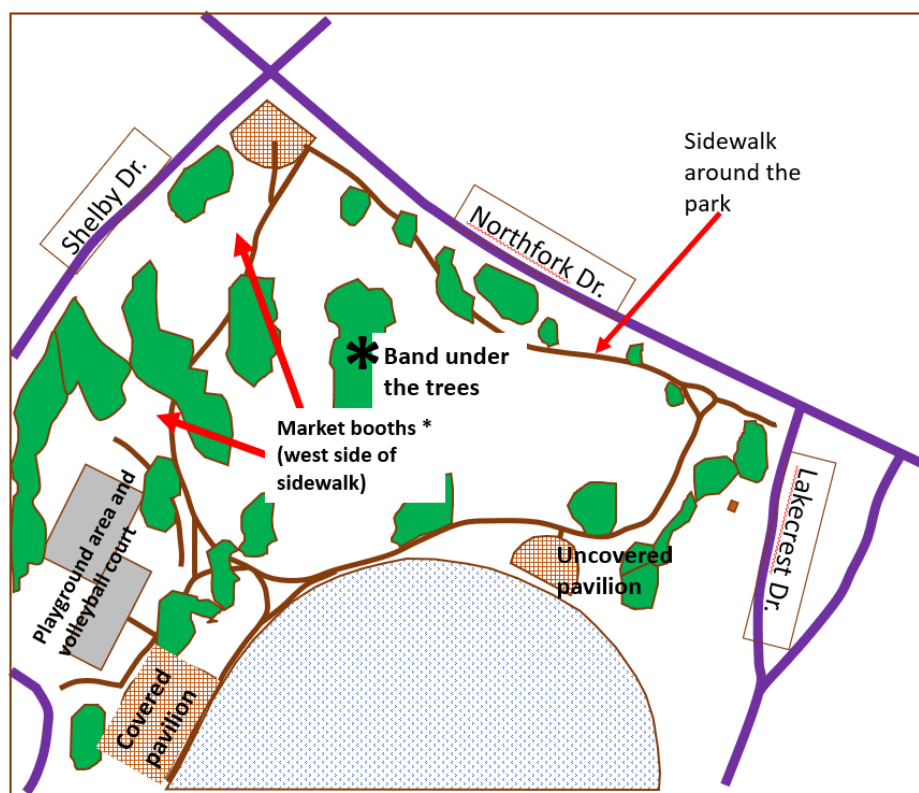 Shelby Dr.
Sidewalk
around the
park
Northfork Dr.
* Band under
the trees
Market booths *
(west side of
sidewalk)
Playground area and
volleyball court
Uncovered
pavilion
Lakecrest Dr.
Covered
pavilion